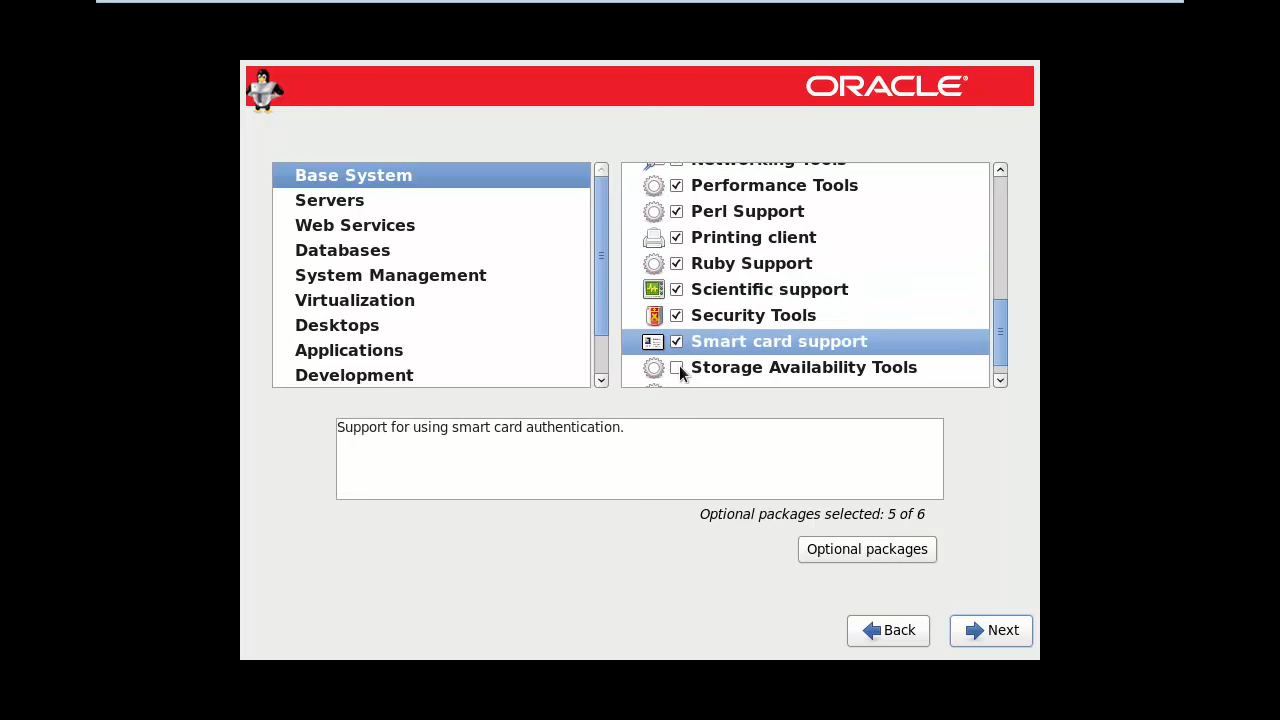 ORACLE
Base System
Servers
Web Services
Databases
System Management
Virtualization
Desktops
Applications
Development
Networking Tools
Performance Tools
Perl Support
Printing client
Ruby Support
Scientific support
Security Tools
Smart card support
Storage Availability Tools
Support for using smart card authentication.
Optional packages selected: 5 of 6
Optional packages
Back
Next